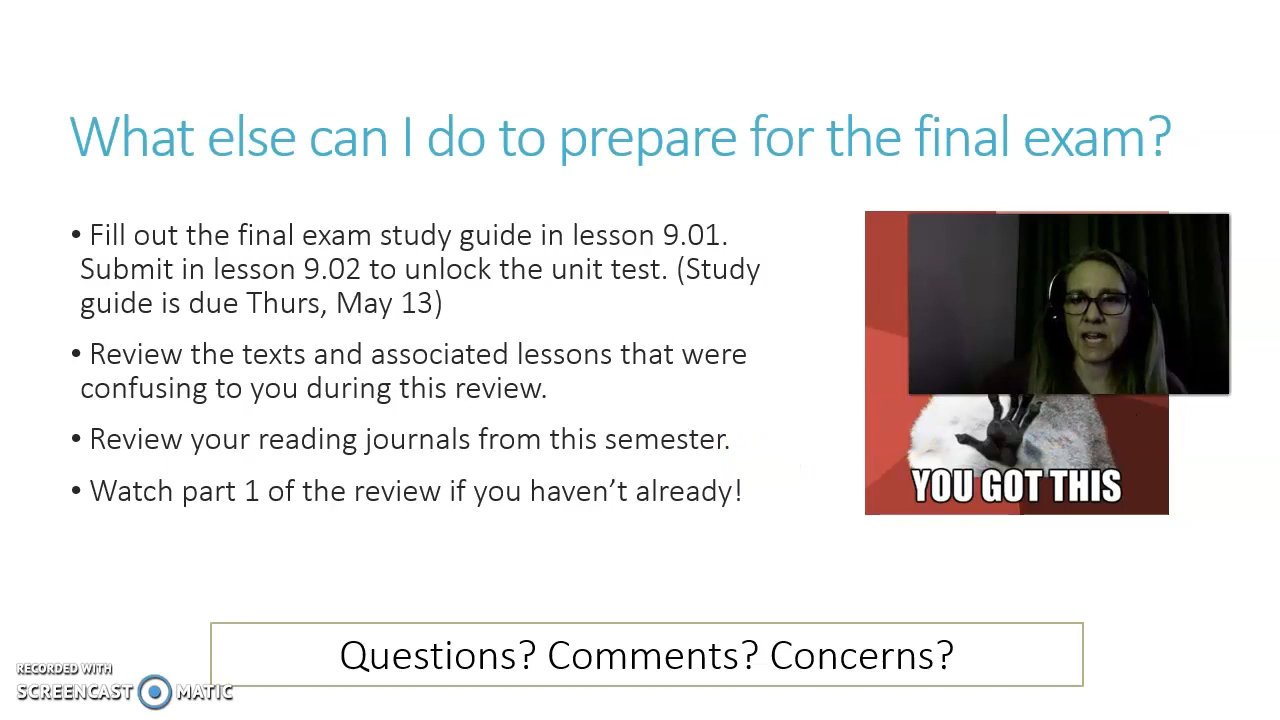 What else can I do to prepare for the final exam?
• Fill out the final exam study guide in lesson 9.01.
Submit in lesson 9.02 to unlock the unit test. (Study
guide is due Thurs, May 13)
• Review the texts and associated lessons that were
confusing to you during this review.
• Review your reading journals from this semester.
• Watch part 1 of the review if you haven’t already!
YOU GOT THIS
Questions? Comments? Concerns?
RECORDED WITH
SCREENCAST MATIC